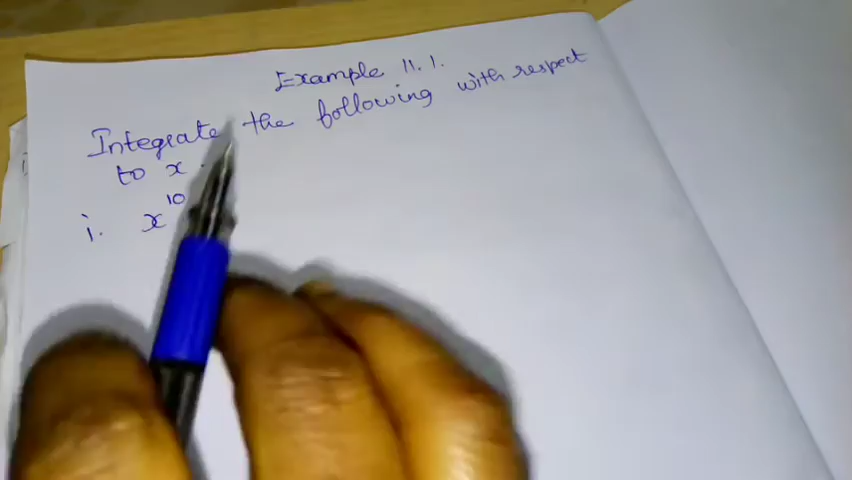 Example 11.1.
Integrate the following with respect
to x.
i. x¹⁰